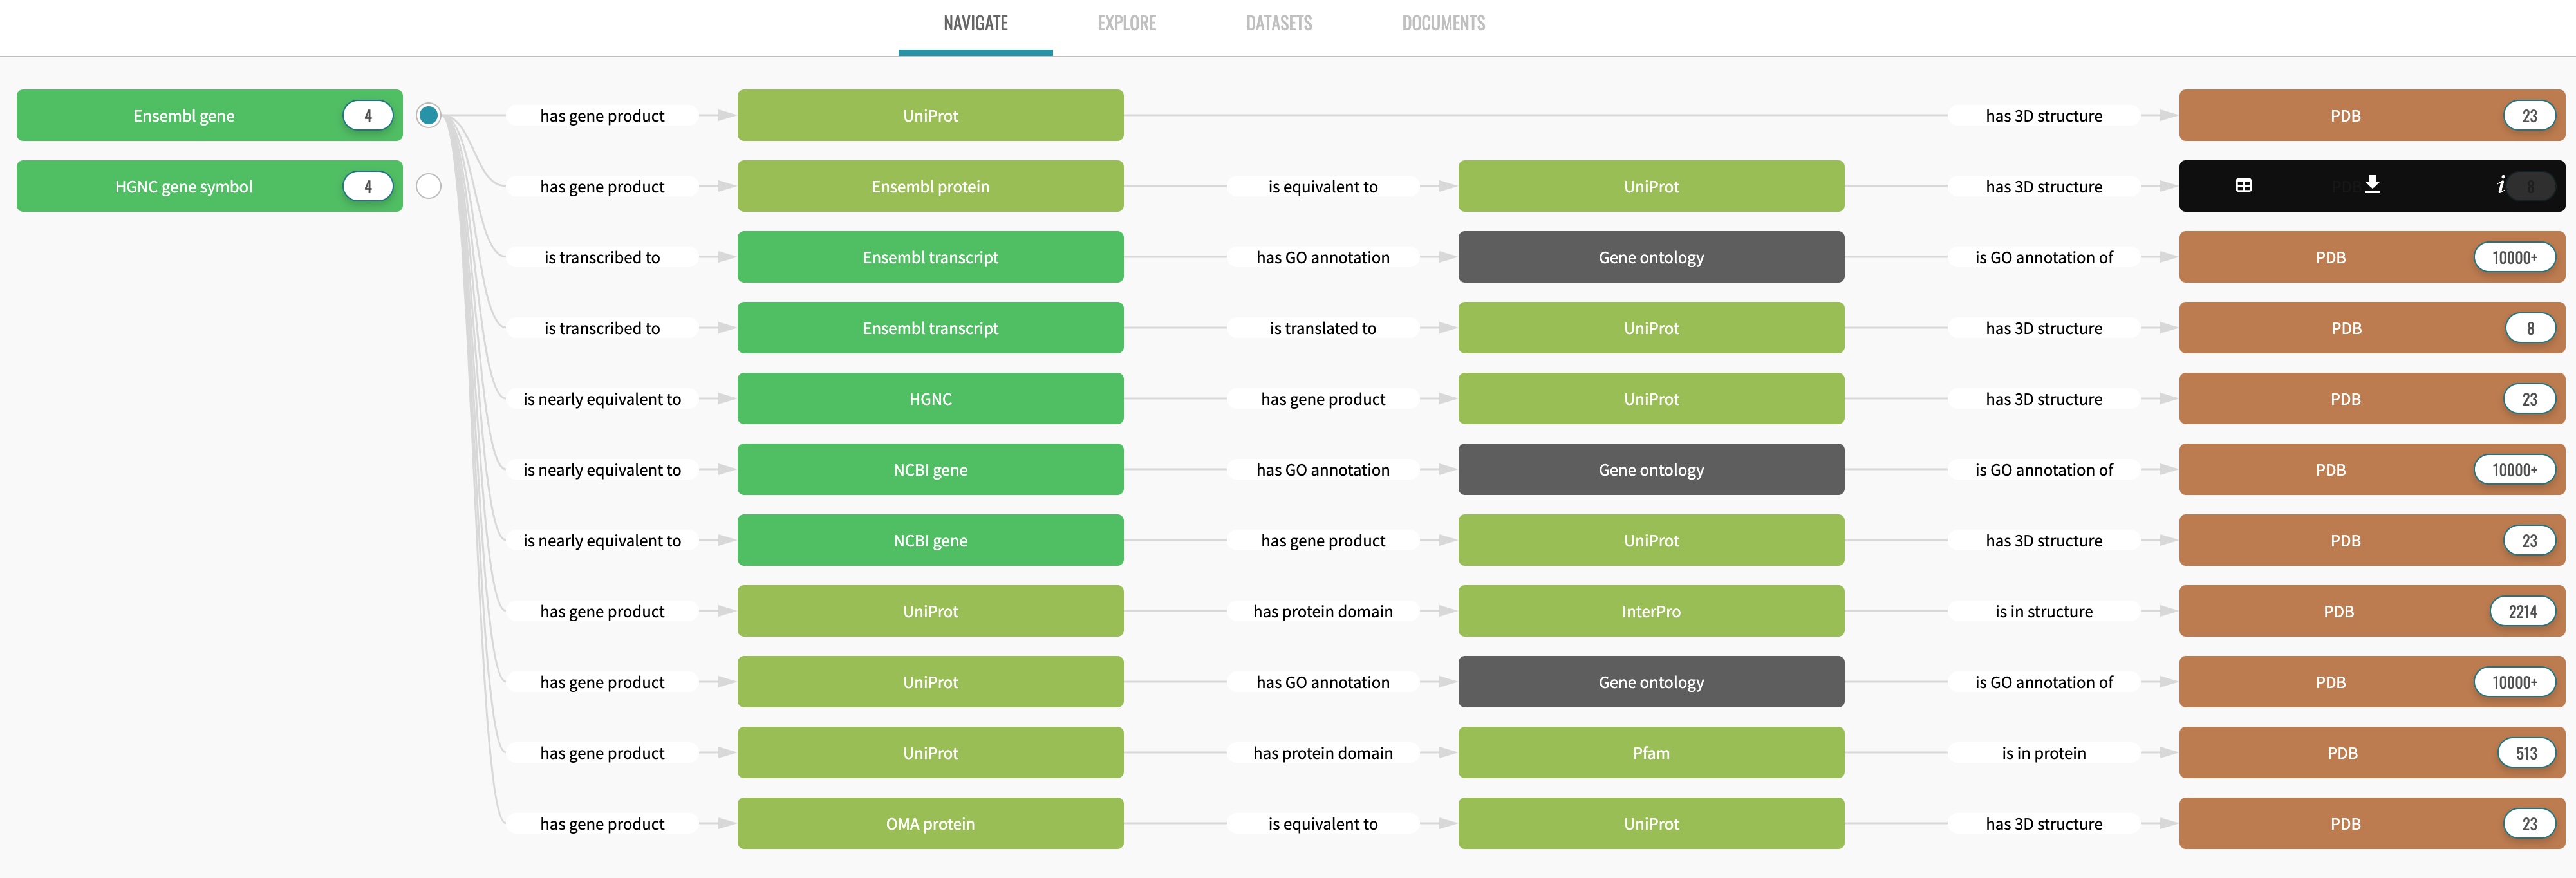 NAVIGATE EXPLORE DATASETS DOCUMENTS
Ensembl gene 4 has gene product UniProt has 3D structure PDB 23
HGNC gene symbol 4 has gene product Ensembl protein is equivalent to UniProt has 3D structure PDB i 8
is transcribed to Ensembl transcript has GO annotation Gene ontology is GO annotation of PDB 10000+
is transcribed to Ensembl transcript is translated to UniProt has 3D structure PDB 8
is nearly equivalent to HGNC has gene product UniProt has 3D structure PDB 23
is nearly equivalent to NCBI gene has GO annotation Gene ontology is GO annotation of PDB 10000+
is nearly equivalent to NCBI gene has gene product UniProt has 3D structure PDB 23
has gene product UniProt has protein domain InterPro is in structure PDB 2214
has gene product UniProt has GO annotation Gene ontology is GO annotation of PDB 10000+
has gene product UniProt has protein domain Pfam is in protein PDB 513
has gene product OMA protein is equivalent to UniProt has 3D structure PDB 23